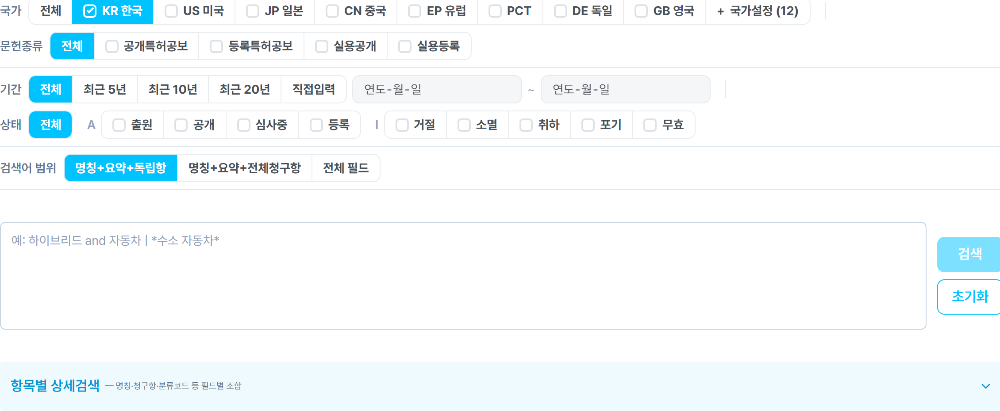 국가 전체 KR 한국 US 미국 JP 일본 CN 중국 EP 유럽 PCT DE 독일 GB 영국 + 국가설정 (12)
문헌종류 전체 공개특허공보 등록특허공보 실용공개 실용등록
기간 전체 최근 5년 최근 10년 최근 20년 직접입력 연도-월-일 ~ 연도-월-일
상태 전체 A 출원 공개 심사중 등록 I 거절 소멸 취하 포기 무효
검색어 범위 명칭+요약+독립항 명칭+요약+전체청구항 전체 필드
예: 하이브리드 and 자동차 | *수소 자동차*
검색
초기화
항목별 상세검색 — 명칭·청구항·분류코드 등 필드별 조합